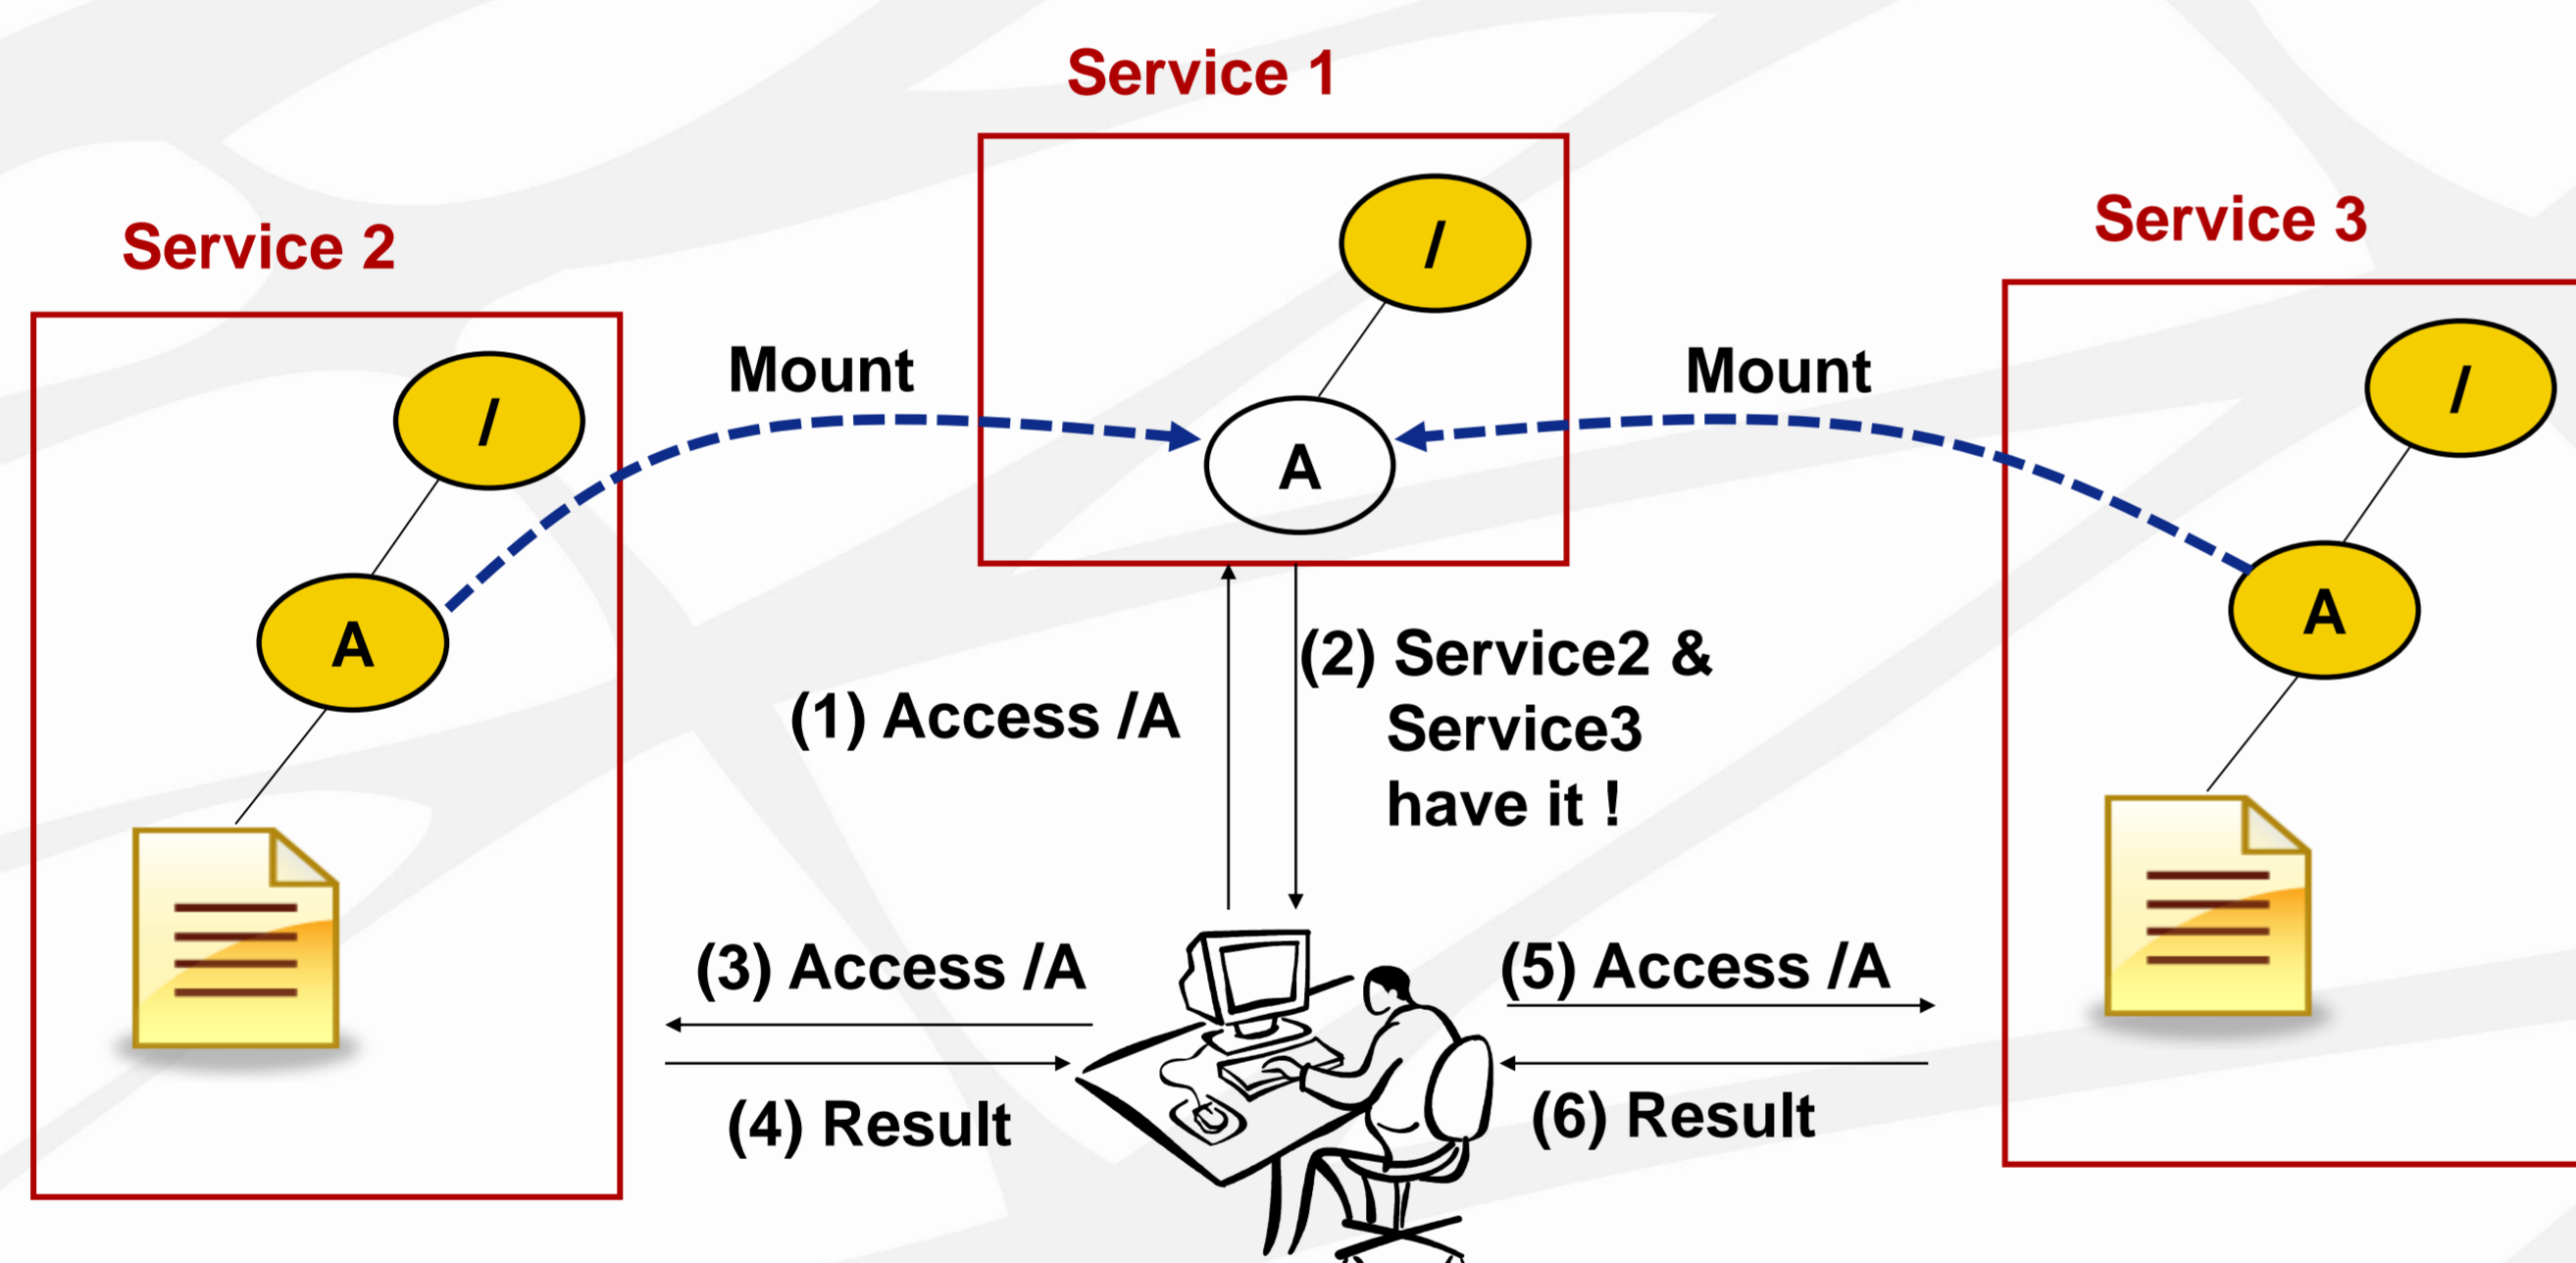 Service 1
Service 2
Service 3
/
/
/
Mount
Mount
A
A
A
(1) Access /A
(2) Service2 &
Service3
have it !
(3) Access /A
(4) Result
(5) Access /A
(6) Result